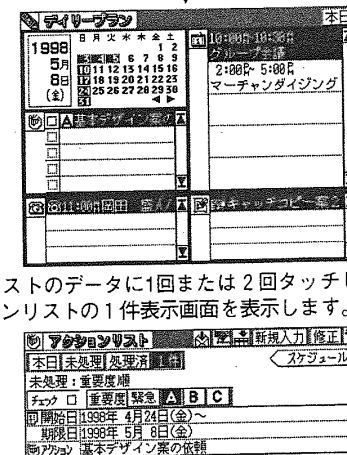 デイリープラン 本日
1998
5月
8日
(金)
日 月 火 水 木 金 土
1 2
3 4 5 6 7 8 9
10 11 12 13 14 15 16
17 18 19 20 21 22 23
24 25 26 27 28 29 30
31
10:00 10:30
グループ会議
2:00 ~ 5:00
マーチャンダイジング
A 基本デザイン案の
11:00
キャッチコピー案
ストのデータに1回または2回タッチし
ンリストの1件表示画面を表示します。
アクションリスト 新規入力 修正
本日 未処理 処理済 1件 スケジュール
未処理:重要度順
チェック 重要度 緊急 A B C
開始日 1998年 4月24日(金)~
期限日 1998年 5月 8日(金)
アクション 基本デザイン案の依頼